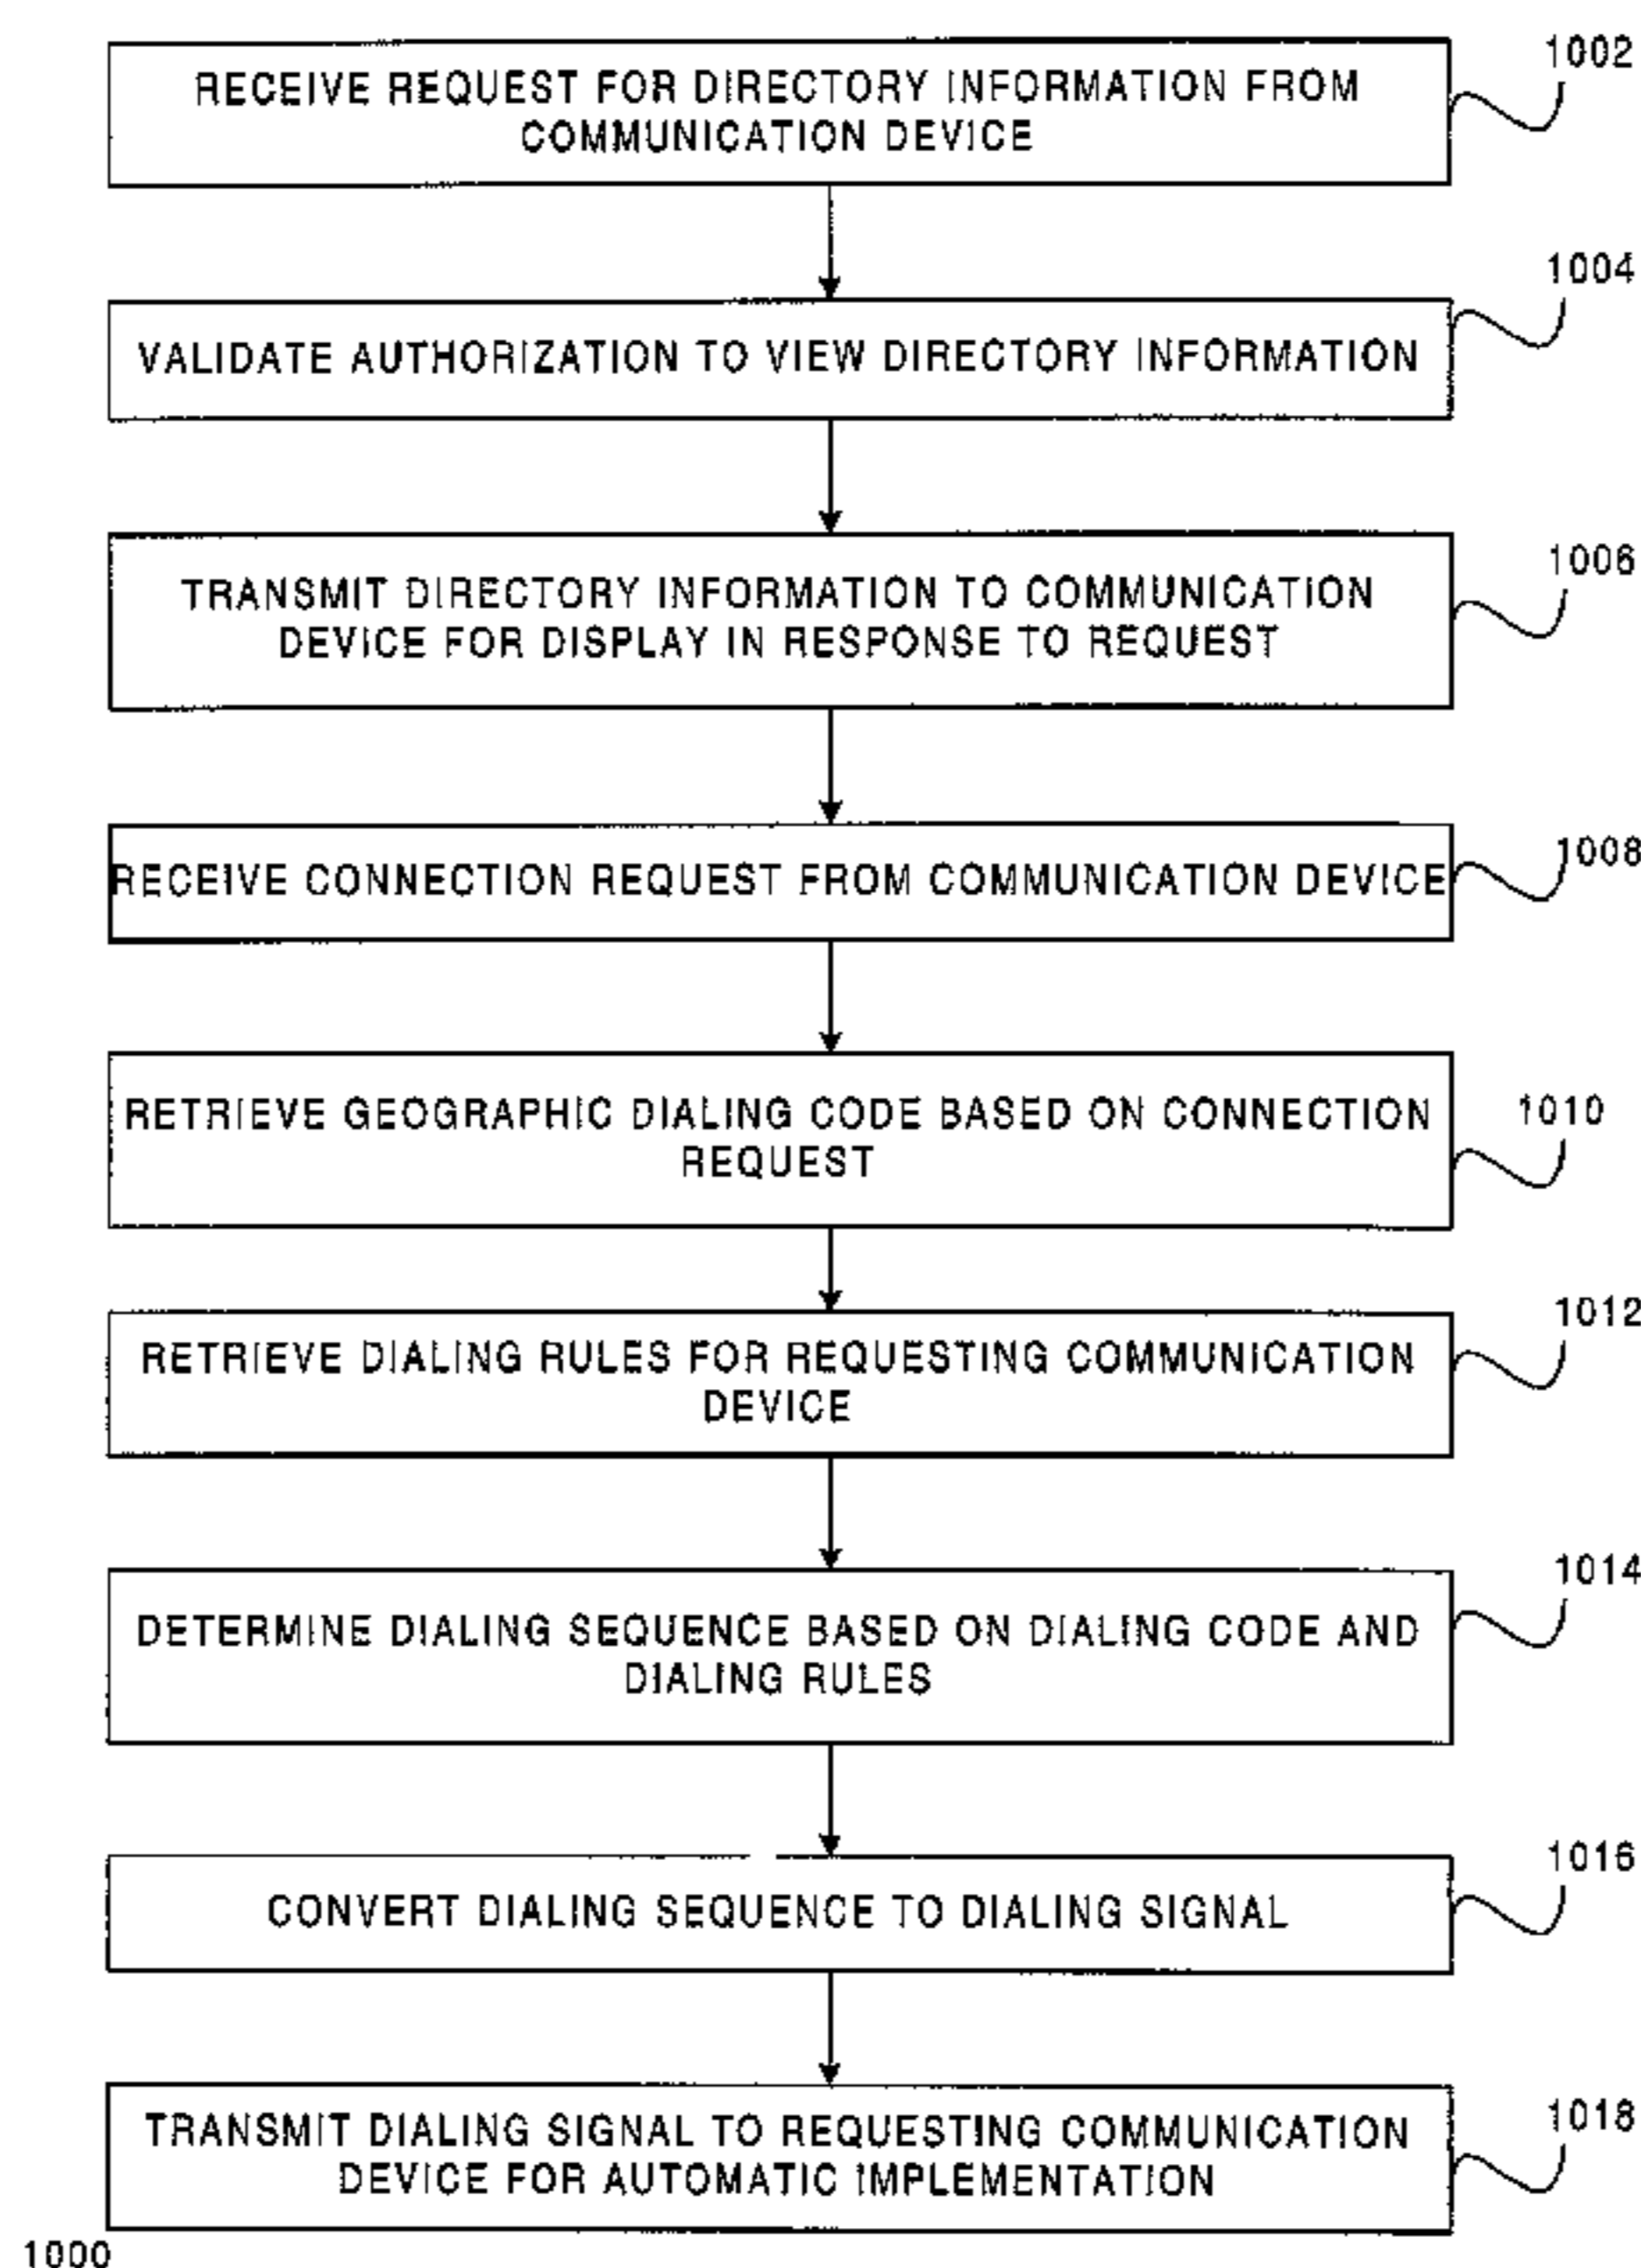 RECEIVE REQUEST FOR DIRECTORY INFORMATION FROM
COMMUNICATION DEVICE
1002
VALIDATE AUTHORIZATION TO VIEW DIRECTORY INFORMATION
1004
TRANSMIT DIRECTORY INFORMATION TO COMMUNICATION
DEVICE FOR DISPLAY IN RESPONSE TO REQUEST
1006
RECEIVE CONNECTION REQUEST FROM COMMUNICATION DEVICE
1008
RETRIEVE GEOGRAPHIC DIALING CODE BASED ON CONNECTION
REQUEST
1010
RETRIEVE DIALING RULES FOR REQUESTING COMMUNICATION
DEVICE
1012
DETERMINE DIALING SEQUENCE BASED ON DIALING CODE AND
DIALING RULES
1014
CONVERT DIALING SEQUENCE TO DIALING SIGNAL
1016
TRANSMIT DIALING SIGNAL TO REQUESTING COMMUNICATION
DEVICE FOR AUTOMATIC IMPLEMENTATION
1018
1000